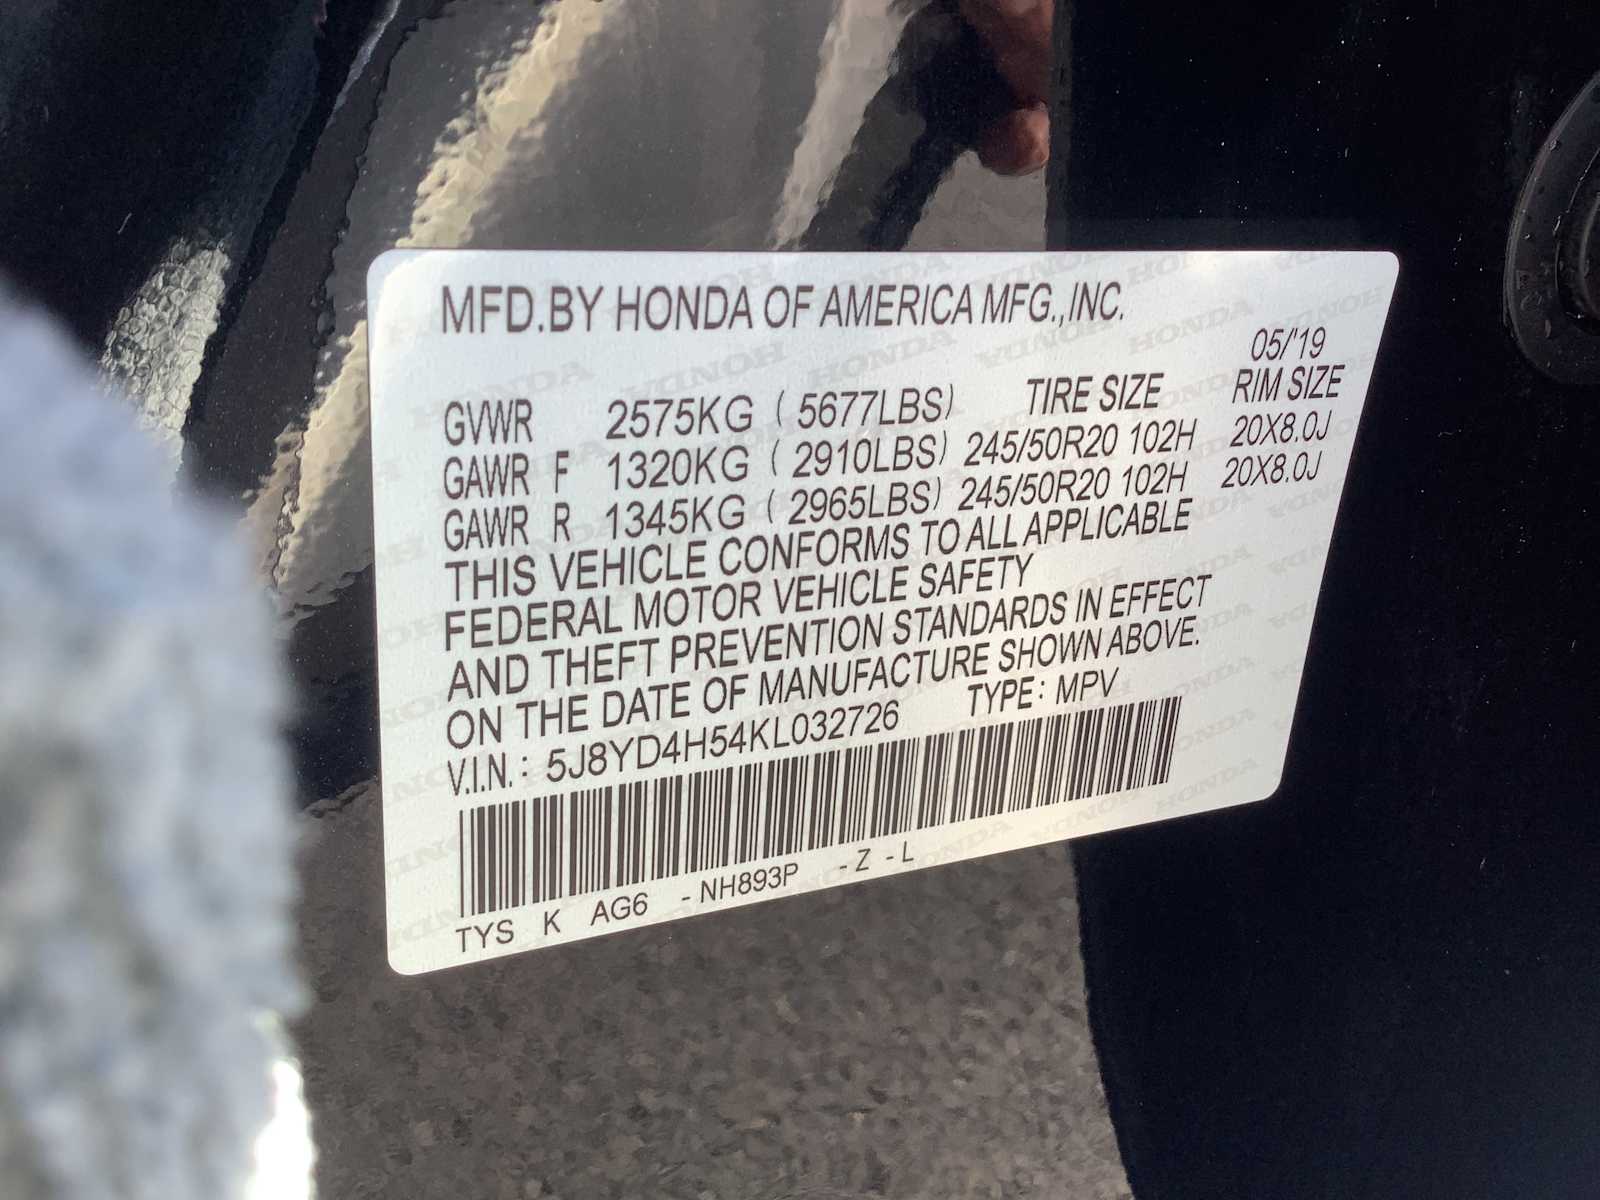 MFD.BY HONDA OF AMERICA MFG.,INC.
05/'19
GVWR 2575KG ( 5677LBS) TIRE SIZE RIM SIZE
GAWR F 1320KG ( 2910LBS) 245/50R20 102H 20X8.0J
GAWR R 1345KG ( 2965LBS) 245/50R20 102H 20X8.0J
THIS VEHICLE CONFORMS TO ALL APPLICABLE
FEDERAL MOTOR VEHICLE SAFETY
AND THEFT PREVENTION STANDARDS IN EFFECT
ON THE DATE OF MANUFACTURE SHOWN ABOVE.
V.I.N.: 5J8YD4H54KL032726 TYPE: MPV
TYS K AG6 -NH893P -Z -L